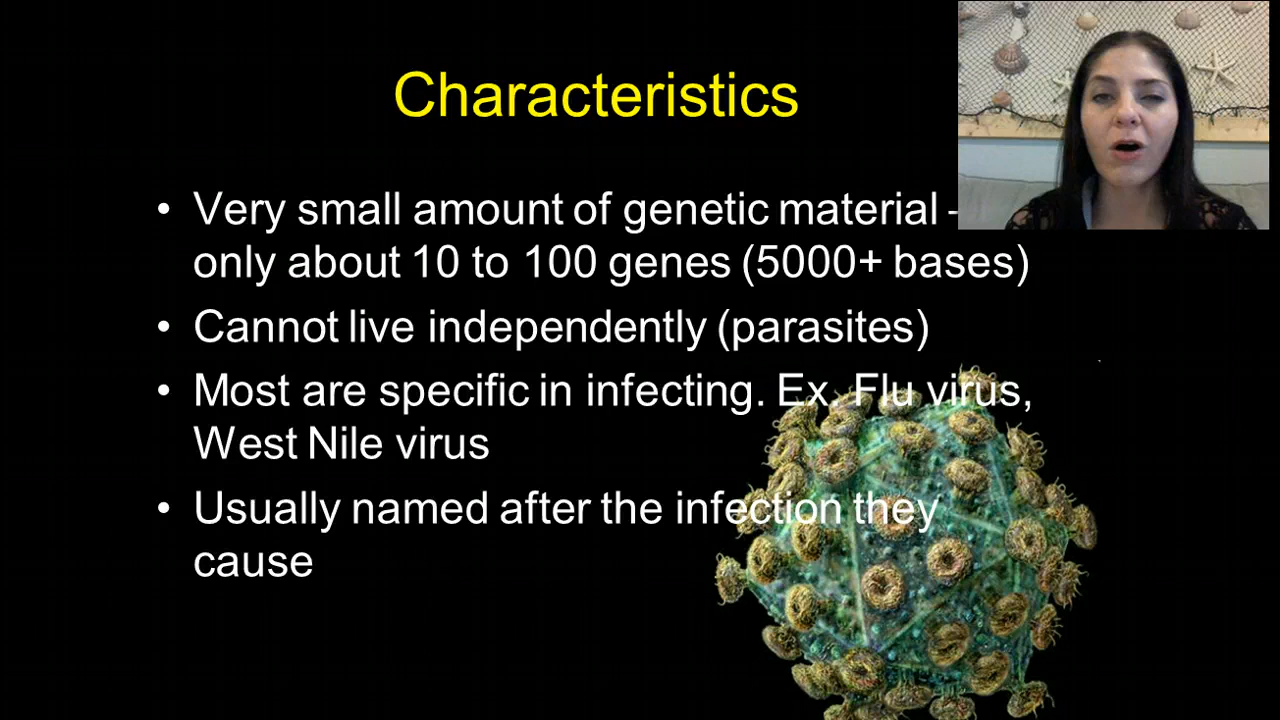 Characteristics
• Very small amount of genetic material -
only about 10 to 100 genes (5000+ bases)
• Cannot live independently (parasites)
• Most are specific in infecting. Ex. Flu virus,
West Nile virus
• Usually named after the infection they
cause